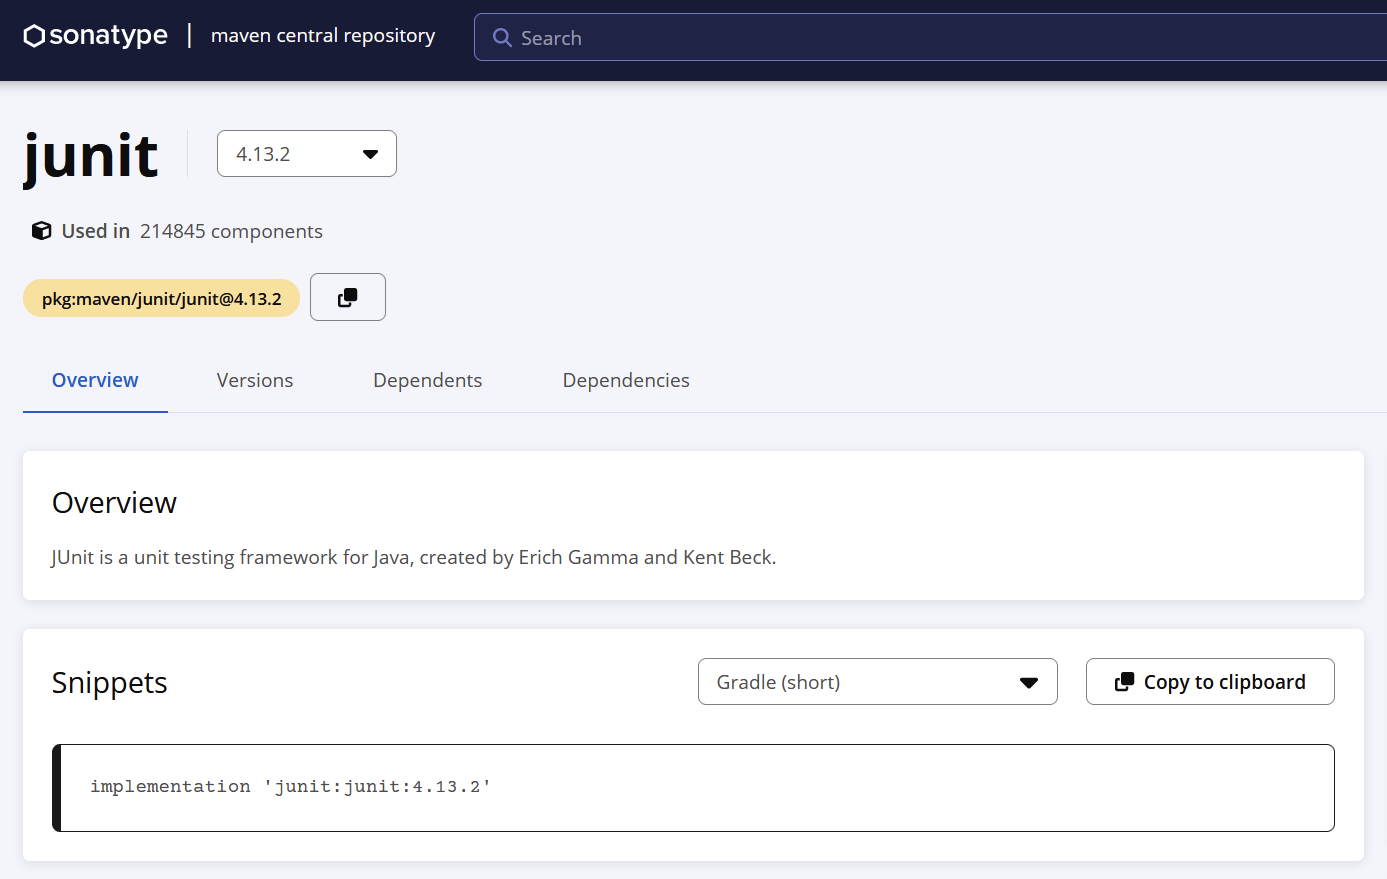 sonatype | maven central repository
Search
junit
4.13.2
Used in 214845 components
pkg:maven/junit/junit@4.13.2
Overview Versions Dependents Dependencies
Overview
JUnit is a unit testing framework for Java, created by Erich Gamma and Kent Beck.
Snippets
Gradle (short)
Copy to clipboard
implementation 'junit:junit:4.13.2'